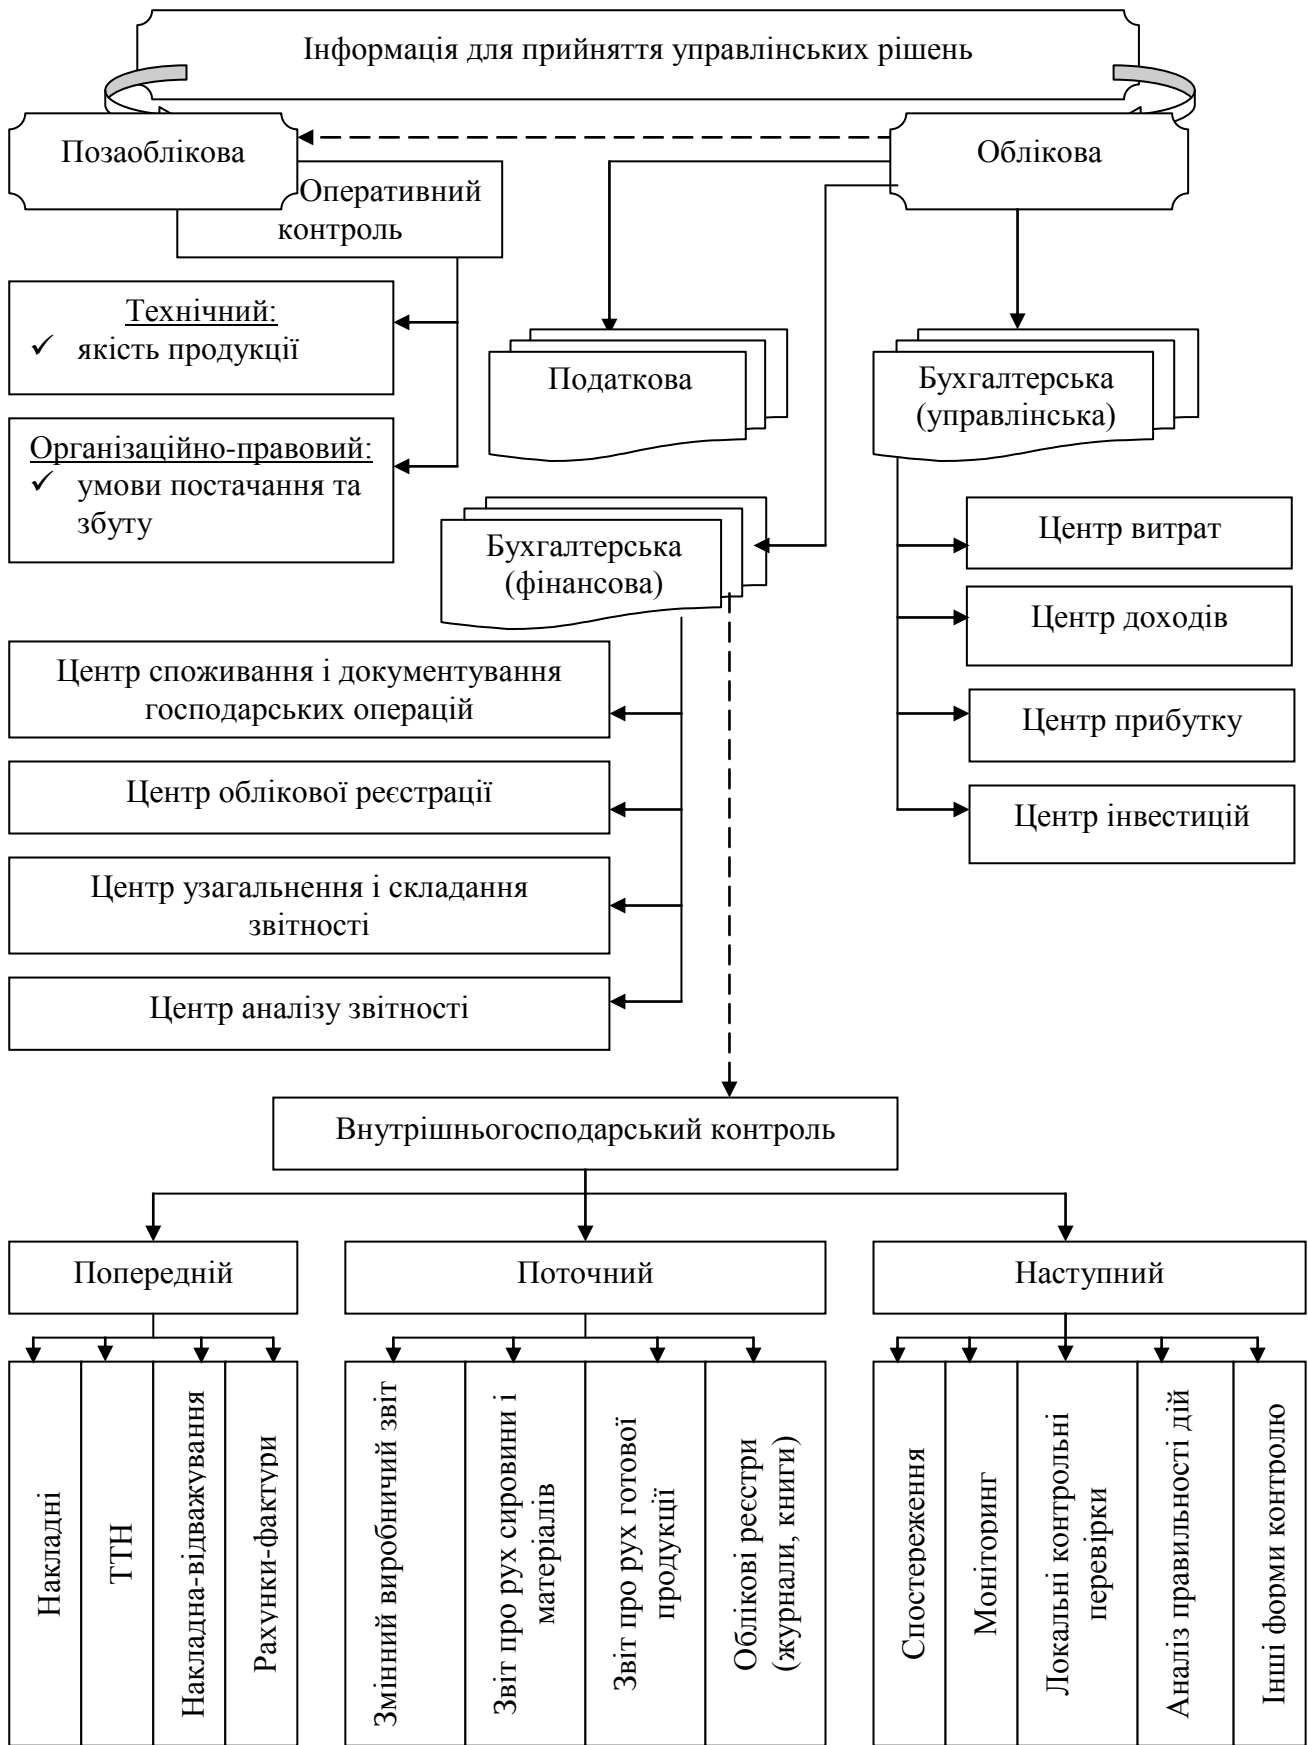 Інформація для прийняття управлінських рішень
Позаоблікова
Облікова
Оперативний
контроль
Технічний:
✓ якість продукції
Організаційно-правовий:
✓ умови постачання та
збуту
Податкова
Бухгалтерська
(управлінська)
Бухгалтерська
(фінансова)
Центр витрат
Центр доходів
Центр прибутку
Центр інвестицій
Центр споживання і документування
господарських операцій
Центр облікової реєстрації
Центр узагальнення і складання
звітності
Центр аналізу звітності
Внутрішньогосподарський контроль
Попередній
Поточний
Наступний
Накладні
ТТН
Накладна-відважування
Рахунки-фактури
Змінний виробничий звіт
Звіт про рух сировини і
матеріалів
Звіт про рух готової
продукції
Облікові реєстри
(журнали, книги)
Спостереження
Моніторинг
Локальні контрольні
перевірки
Аналіз правильності дій
Інші форми контролю